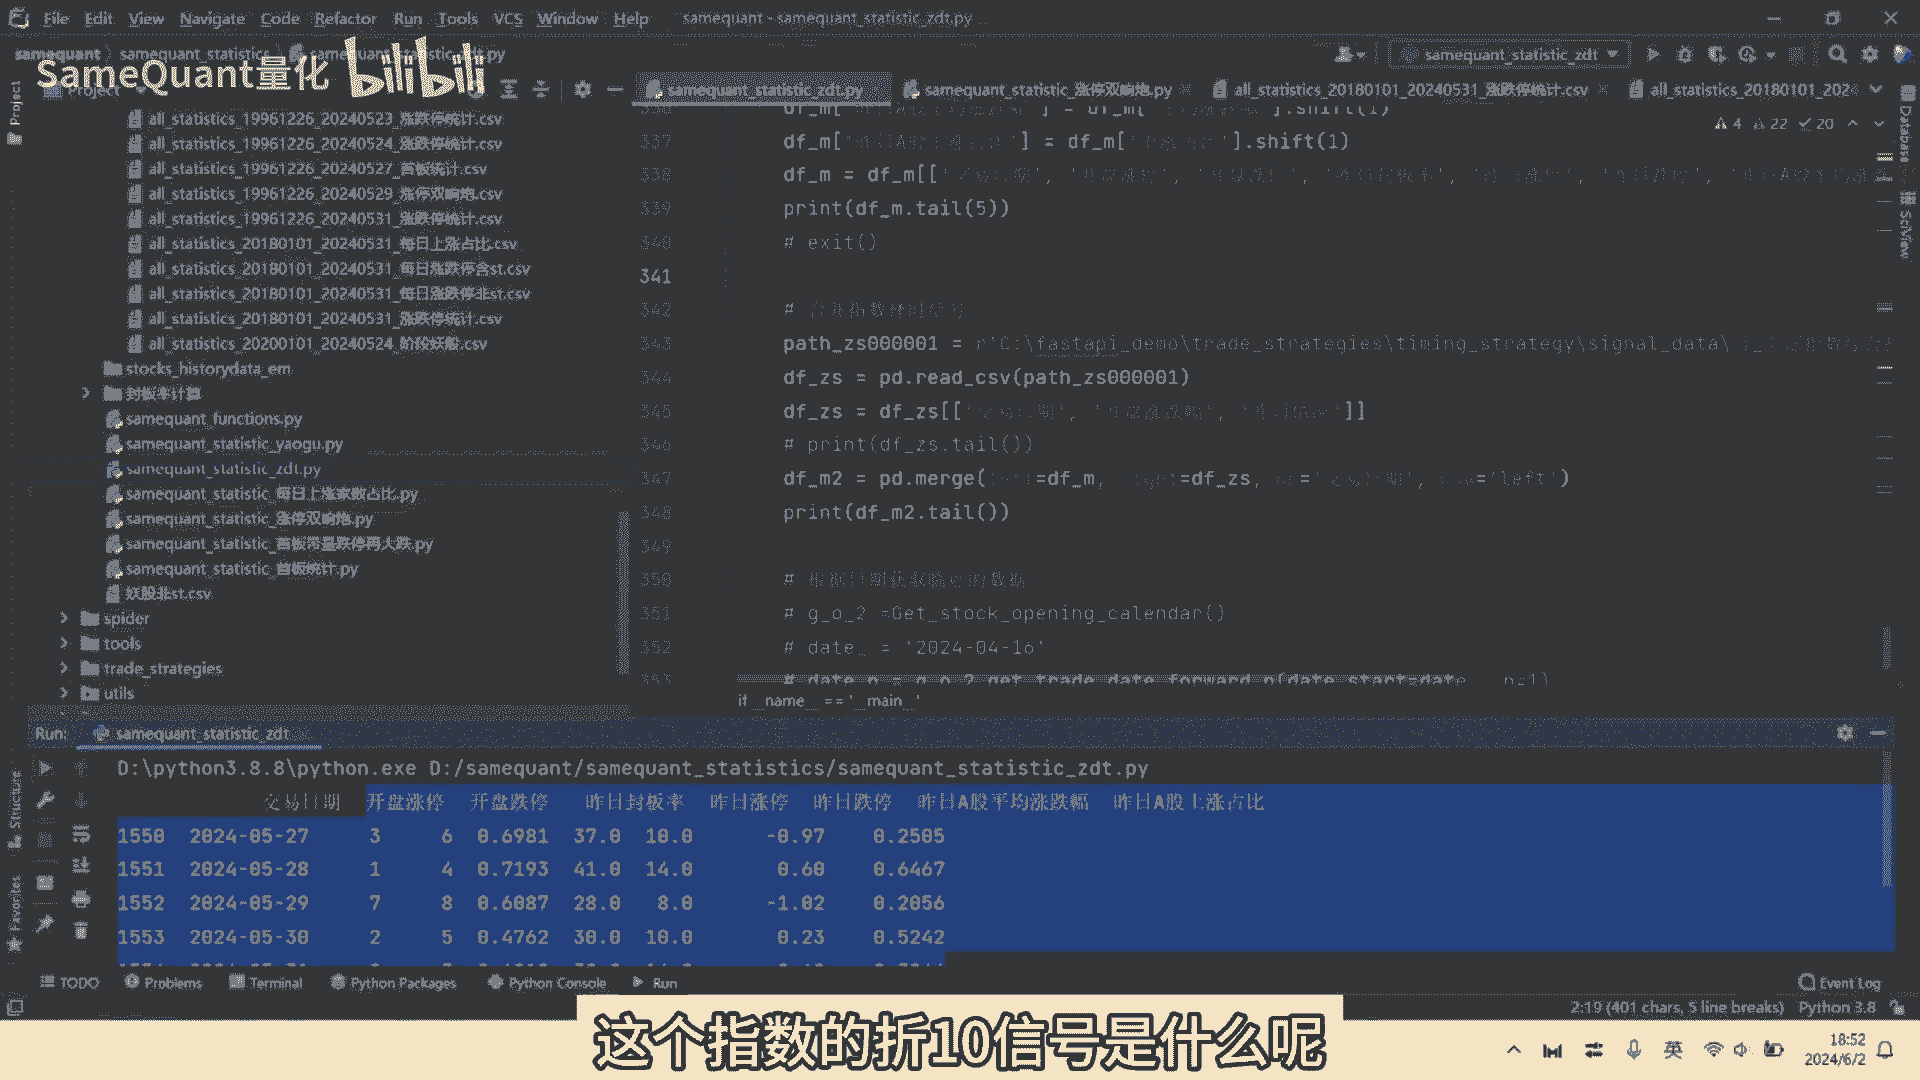 File Edit View Navigate Code Refactor Run Tools VCS Window Help samequant - samequant_statistic_zdt.py
samequant samequant_statistics samequant_statistic_zdt.py
samequant_statistic_zdt
SameQuant量化 bilibili
Project
Project
samequant_statistic_zdt.py
samequant_statistic_涨停双响炮.py
all_statistics_20180101_20240531_涨跌停统计.csv
all_statistics_20180101_2024
4 22 20
Database
SciView
all_statistics_19961226_20240523_涨跌停统计.csv
all_statistics_19961226_20240524_涨跌停统计.csv
all_statistics_19961226_20240527_首板统计.csv
all_statistics_19961226_20240529_涨停双响炮.csv
all_statistics_19961226_20240531_涨跌停统计.csv
all_statistics_20180101_20240531_每日上涨占比.csv
all_statistics_20180101_20240531_每日涨跌停含st.csv
all_statistics_20180101_20240531_每日涨跌停非st.csv
all_statistics_20180101_20240531_涨跌停统计.csv
all_statistics_20200101_20240524_阶段妖股.csv
stocks_historydata_em
封板率计算
samequant_functions.py
samequant_statistic_yaogu.py
samequant_statistic_zdt.py
samequant_statistic_每日上涨家数占比.py
samequant_statistic_涨停双响炮.py
samequant_statistic_首板带量跌停再大跌.py
samequant_statistic_首板统计.py
妖股非st.csv
spider
tools
trade_strategies
utils
337 df_m[' '] = df_m[' '].shift(1)
338 df_m = df_m[['
339 print(df_m.tail(5))
340 # exit()
341
342 #
343 path_zs000001 = r'C:\fastapi_demo\trade_strategies\timing_strategy\signal_data\
344 df_zs = pd.read_csv(path_zs000001)
345 df_zs = df_zs[[ ]]
346 # print(df_zs.tail())
347 df_m2 = pd.merge(left=df_m, right=df_zs, on='交易日期', how='left')
348 print(df_m2.tail())
349
350 # 根据日期获取临近的数据
351 # g_o_2 =Get_stock_opening_calendar()
352 # date_ = '2024-04-16'
353
if __name__ == '__main__'
Run: samequant_statistic_zdt
D:\python3.8.8\python.exe D:/samequant/samequant_statistics/samequant_statistic_zdt.py
交易日期 开盘涨停 开盘跌停 昨日封板率 昨日涨停 昨日跌停 昨日A股平均涨跌幅 昨日A股上涨占比
1550 2024-05-27 3 6 0.6981 37.0 10.0 -0.97 0.2505
1551 2024-05-28 1 4 0.7193 41.0 14.0 0.60 0.6467
1552 2024-05-29 7 8 0.6087 28.0 8.0 -1.02 0.2056
1553 2024-05-30 2 5 0.4762 30.0 10.0 0.23 0.5242
Structure
Favorites
TODO Problems Terminal Python Packages Python Console Run Event Log
2:19 (401 chars, 5 line breaks) Python 3.8
这个指数的折10信号是什么呢
英
18:52
2024/6/2